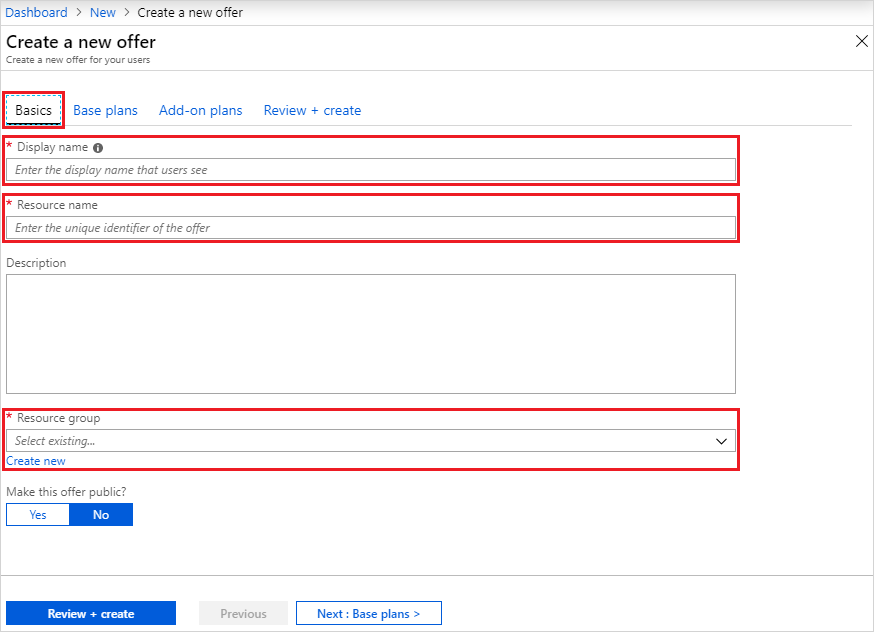 Dashboard > New > Create a new offer
Create a new offer
Create a new offer for your users
Basics Base plans Add-on plans Review + create
* Display name
Enter the display name that users see
* Resource name
Enter the unique identifier of the offer
Description
* Resource group
Select existing...
Create new
Make this offer public?
Yes No
Review + create Previous Next : Base plans >